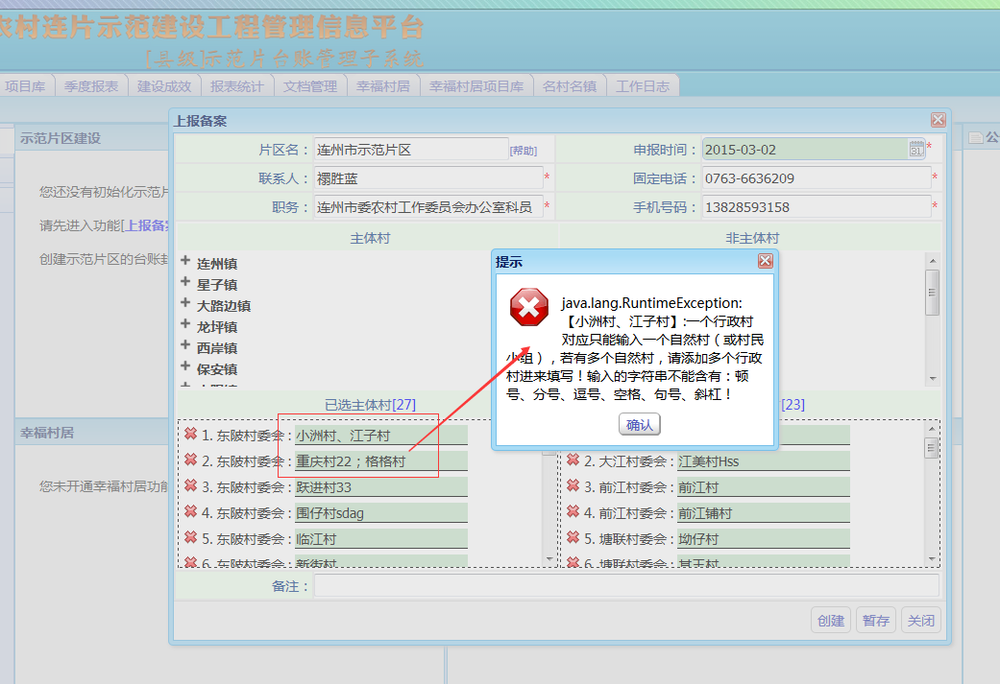 农村连片示范建设工程管理信息平台
[县级]示范片台账管理子系统
项目库 季度报表 建设成效 报表统计 文档管理 幸福村居 幸福村居项目库 名村名镇 工作日志
上报备案
示范片区建设
公
片区名： 连州市示范片区 [帮助] 申报时间： 2015-03-02 *
联系人： 禤胜蓝 * 固定电话： 0763-6636209 *
职务： 连州市委农村工作委员会办公室科员 * 手机号码： 13828593158 *
您还没有初始化示范片
请先进入功能[上报备案
创建示范片区的台账
主体村 非主体村
连州镇
星子镇
大路边镇
龙坪镇
西岸镇
保安镇
提示
java.lang.RuntimeException:
【小洲村、江子村】:一个行政村
对应只能输入一个自然村（或村民
小组），若有多个自然村，请添加多个行政
村进来填写！输入的字符串不能含有：顿
号、分号、逗号、空格、句号、斜杠！
确认
已选主体村[27] [23]
幸福村居
您未开通幸福村居功能
1. 东陂村委会 : 小洲村、江子村
2. 东陂村委会 : 重庆村22；格格村
3. 东陂村委会 : 跃进村33
4. 东陂村委会 : 围仔村sdag
5. 东陂村委会 : 临江村
6. 东陂村委会 : 新街村
2. 大江村委会 : 江美村Hss
3. 前江村委会 : 前江村
4. 前江村委会 : 前江铺村
5. 塘联村委会 : 坳仔村
6. 塘联村委会 :
备注：
创建 暂存 关闭